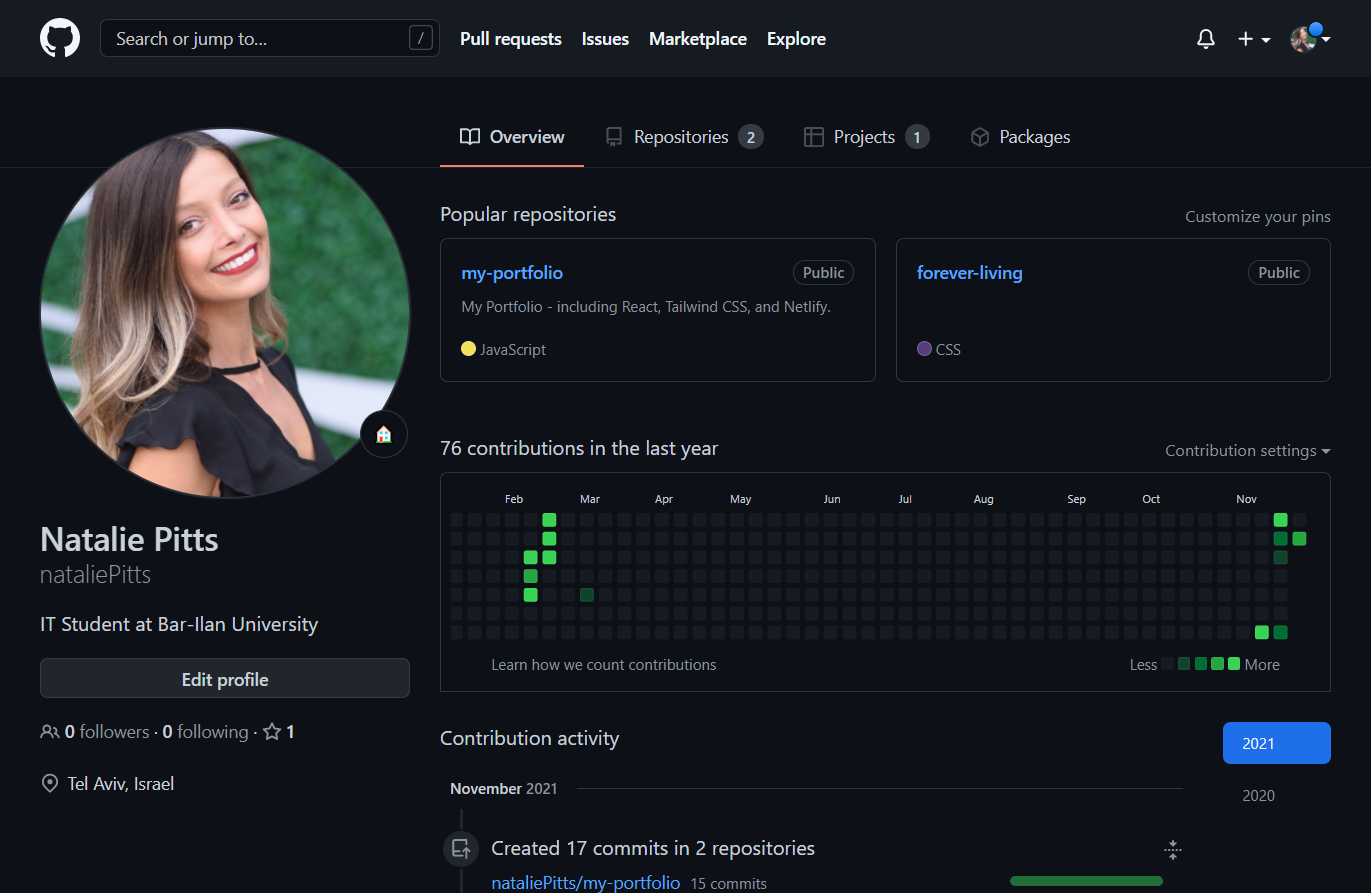 Search or jump to... /
Pull requests
Issues
Marketplace
Explore
Overview
Repositories 2
Projects 1
Packages
Natalie Pitts
nataliePitts
IT Student at Bar-Ilan University
Edit profile
0 followers · 0 following · 1
Tel Aviv, Israel
Popular repositories
Customize your pins
my-portfolio
Public
My Portfolio - including React, Tailwind CSS, and Netlify.
JavaScript
forever-living
Public
CSS
76 contributions in the last year
Contribution settings
Feb Mar Apr May Jun Jul Aug Sep Oct Nov
Learn how we count contributions
Less More
Contribution activity
2021
2020
November 2021
Created 17 commits in 2 repositories
nataliePitts/my-portfolio 15 commits